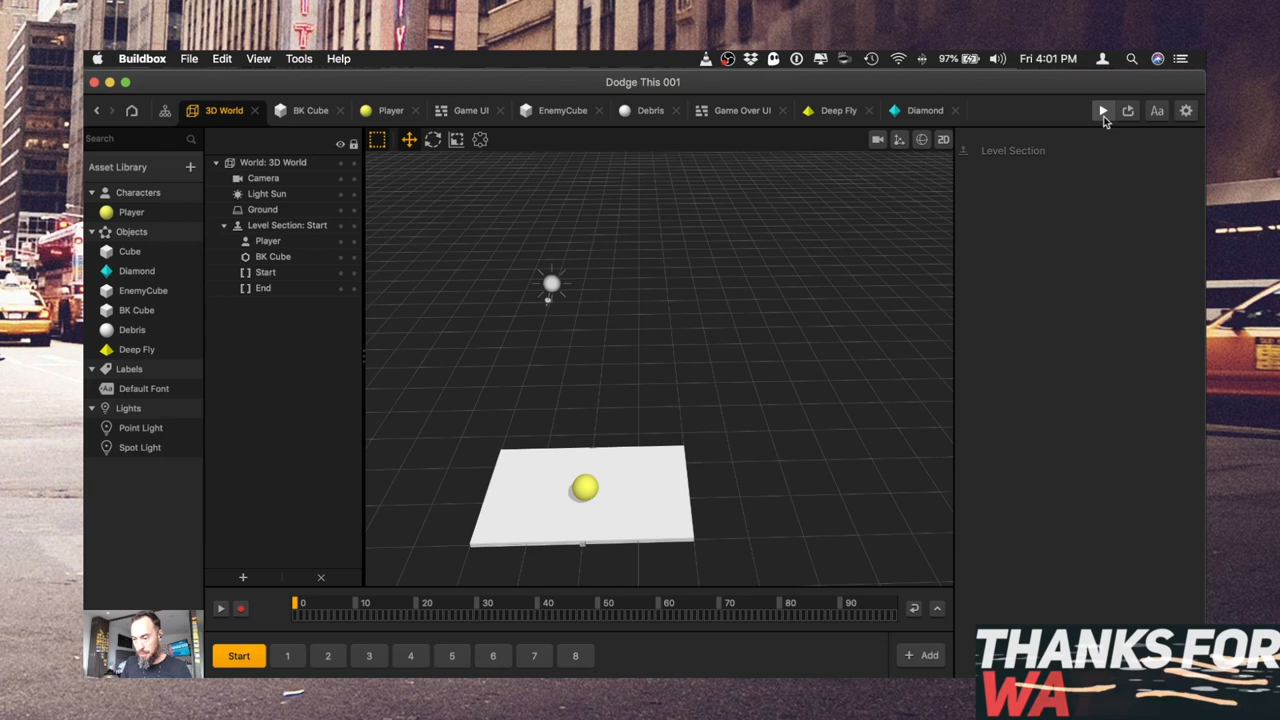 Buildbox File Edit View Tools Help
97% Fri 4:01 PM
Dodge This 001
3D World BK Cube Player Game UI EnemyCube Debris Game Over UI Deep Fly Diamond
Aa
Search
2D
Level Section
Asset Library
Characters
Player
Objects
Cube
Diamond
EnemyCube
BK Cube
Debris
Deep Fly
Labels
Aa Default Font
Lights
Point Light
Spot Light
World: 3D World
Camera
Light Sun
Ground
Level Section: Start
Player
BK Cube
Start
End
0 10 20 30 40 50 60 70 80 90
Start 1 2 3 4 5 6 7 8 + Add
THANKS FOR
WA